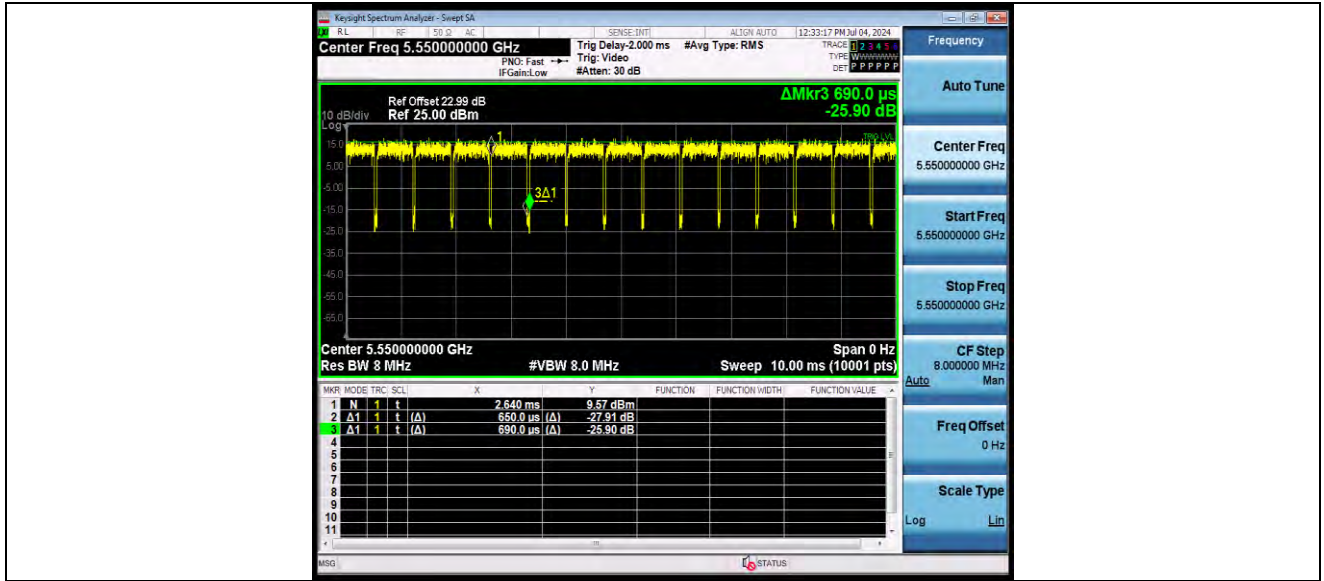 Keysight Spectrum Analyzer - Swept SA
RL RF 50 Ω AC SENSE:INT ALIGN AUTO 12:33:17 PM Jul 04, 2024
Center Freq 5.550000000 GHz
PNO: Fast
IFGain:Low
Trig Delay-2.000 ms
Trig: Video
#Atten: 30 dB
#Avg Type: RMS
TRACE 1 2 3 4 5 6
TYPE WWWWWW
DET P P P P P P
Ref Offset 22.99 dB
10 dB/div Ref 25.00 dBm
Log
ΔMkr3 690.0 µs
-25.90 dB
15.0
5.00
-5.00
-15.0
-25.0
-35.0
-45.0
-55.0
-65.0
1
3Δ1
TRIG LVL
Center 5.550000000 GHz Span 0 Hz
Res BW 8 MHz #VBW 8.0 MHz Sweep 10.00 ms (10001 pts)
MKR MODE TRC SCL X Y FUNCTION FUNCTION WIDTH FUNCTION VALUE
1 N 1 t 2.640 ms 9.57 dBm
2 Δ1 1 t (Δ) 650.0 µs (Δ) -27.91 dB
3 Δ1 1 t (Δ) 690.0 µs (Δ) -25.90 dB
4
5
6
7
8
9
10
11
MSG STATUS
Frequency
Auto Tune
Center Freq
5.550000000 GHz
Start Freq
5.550000000 GHz
Stop Freq
5.550000000 GHz
CF Step
8.000000 MHz
Auto Man
Freq Offset
0 Hz
Scale Type
Log Lin